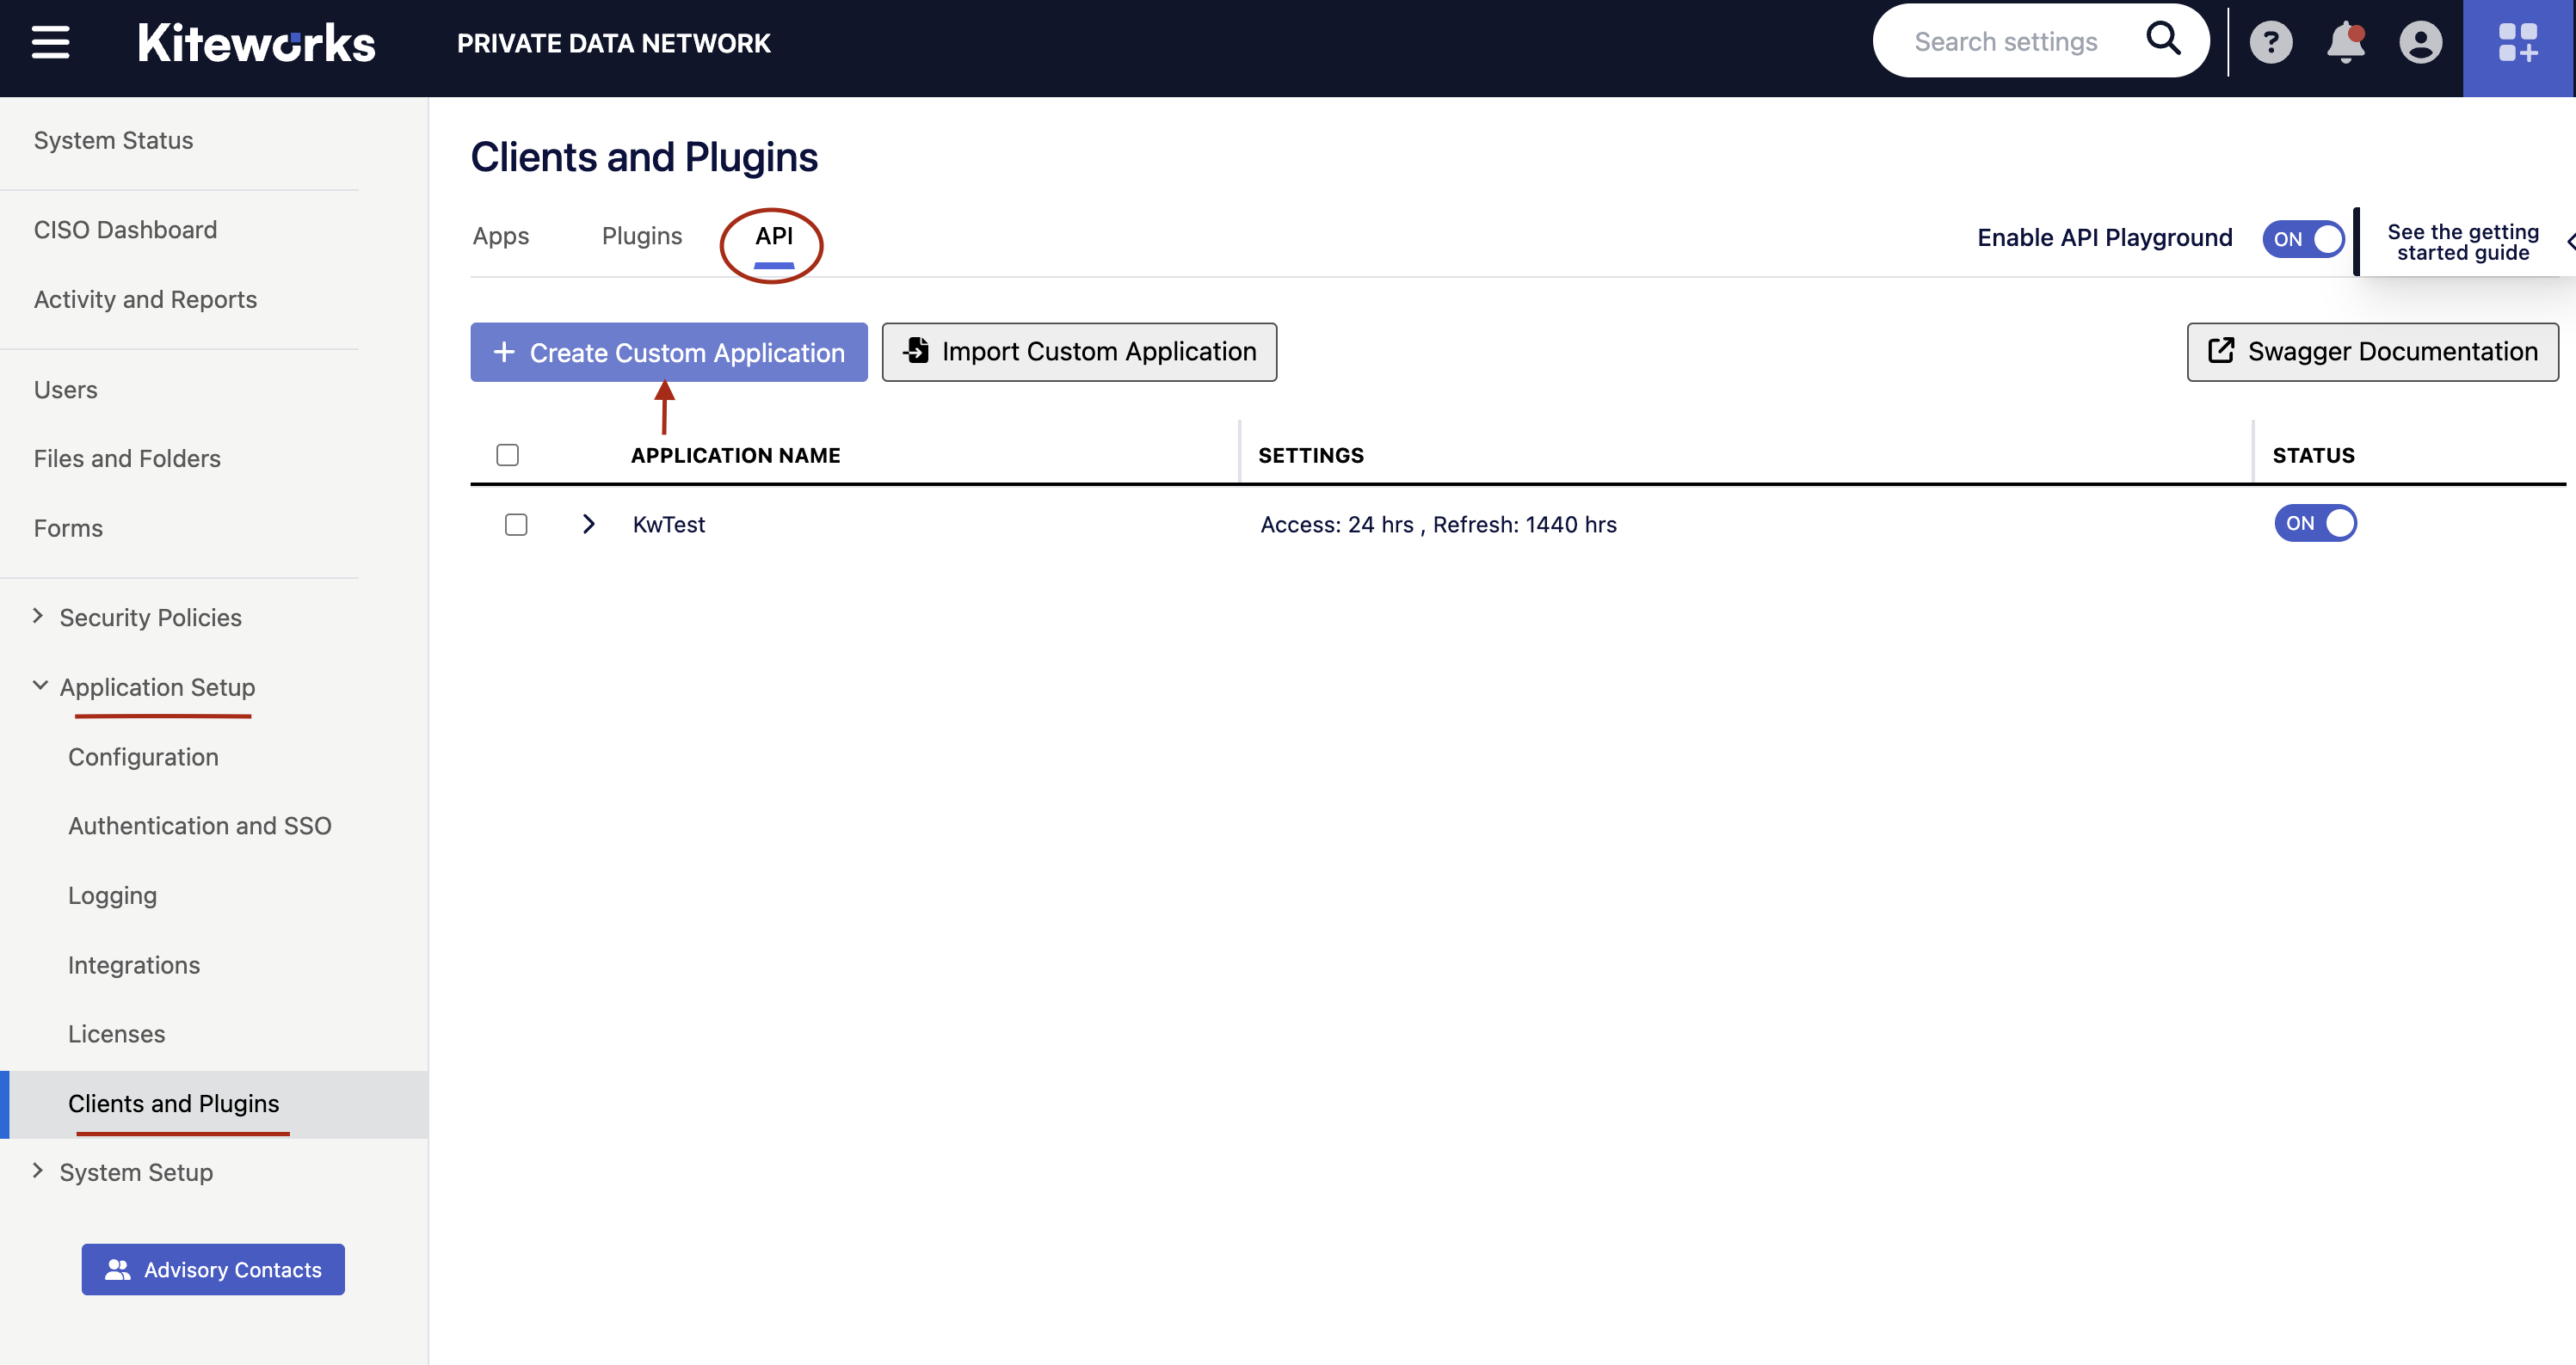 Kiteworks
PRIVATE DATA NETWORK
Search settings
?
System Status
CISO Dashboard
Activity and Reports
Users
Files and Folders
Forms
Security Policies
Application Setup
Configuration
Authentication and SSO
Logging
Integrations
Licenses
Clients and Plugins
System Setup
Advisory Contacts
Clients and Plugins
Apps Plugins API
Enable API Playground ON
See the getting
started guide
+ Create Custom Application
Import Custom Application
Swagger Documentation
APPLICATION NAME SETTINGS STATUS
KwTest Access: 24 hrs , Refresh: 1440 hrs ON